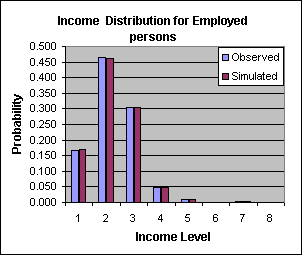 Income Distribution for Employed
persons
Observed
Simulated
Probability
0.500
0.450
0.400
0.350
0.300
0.250
0.200
0.150
0.100
0.050
0.000
1 2 3 4 5 6 7 8
Income Level